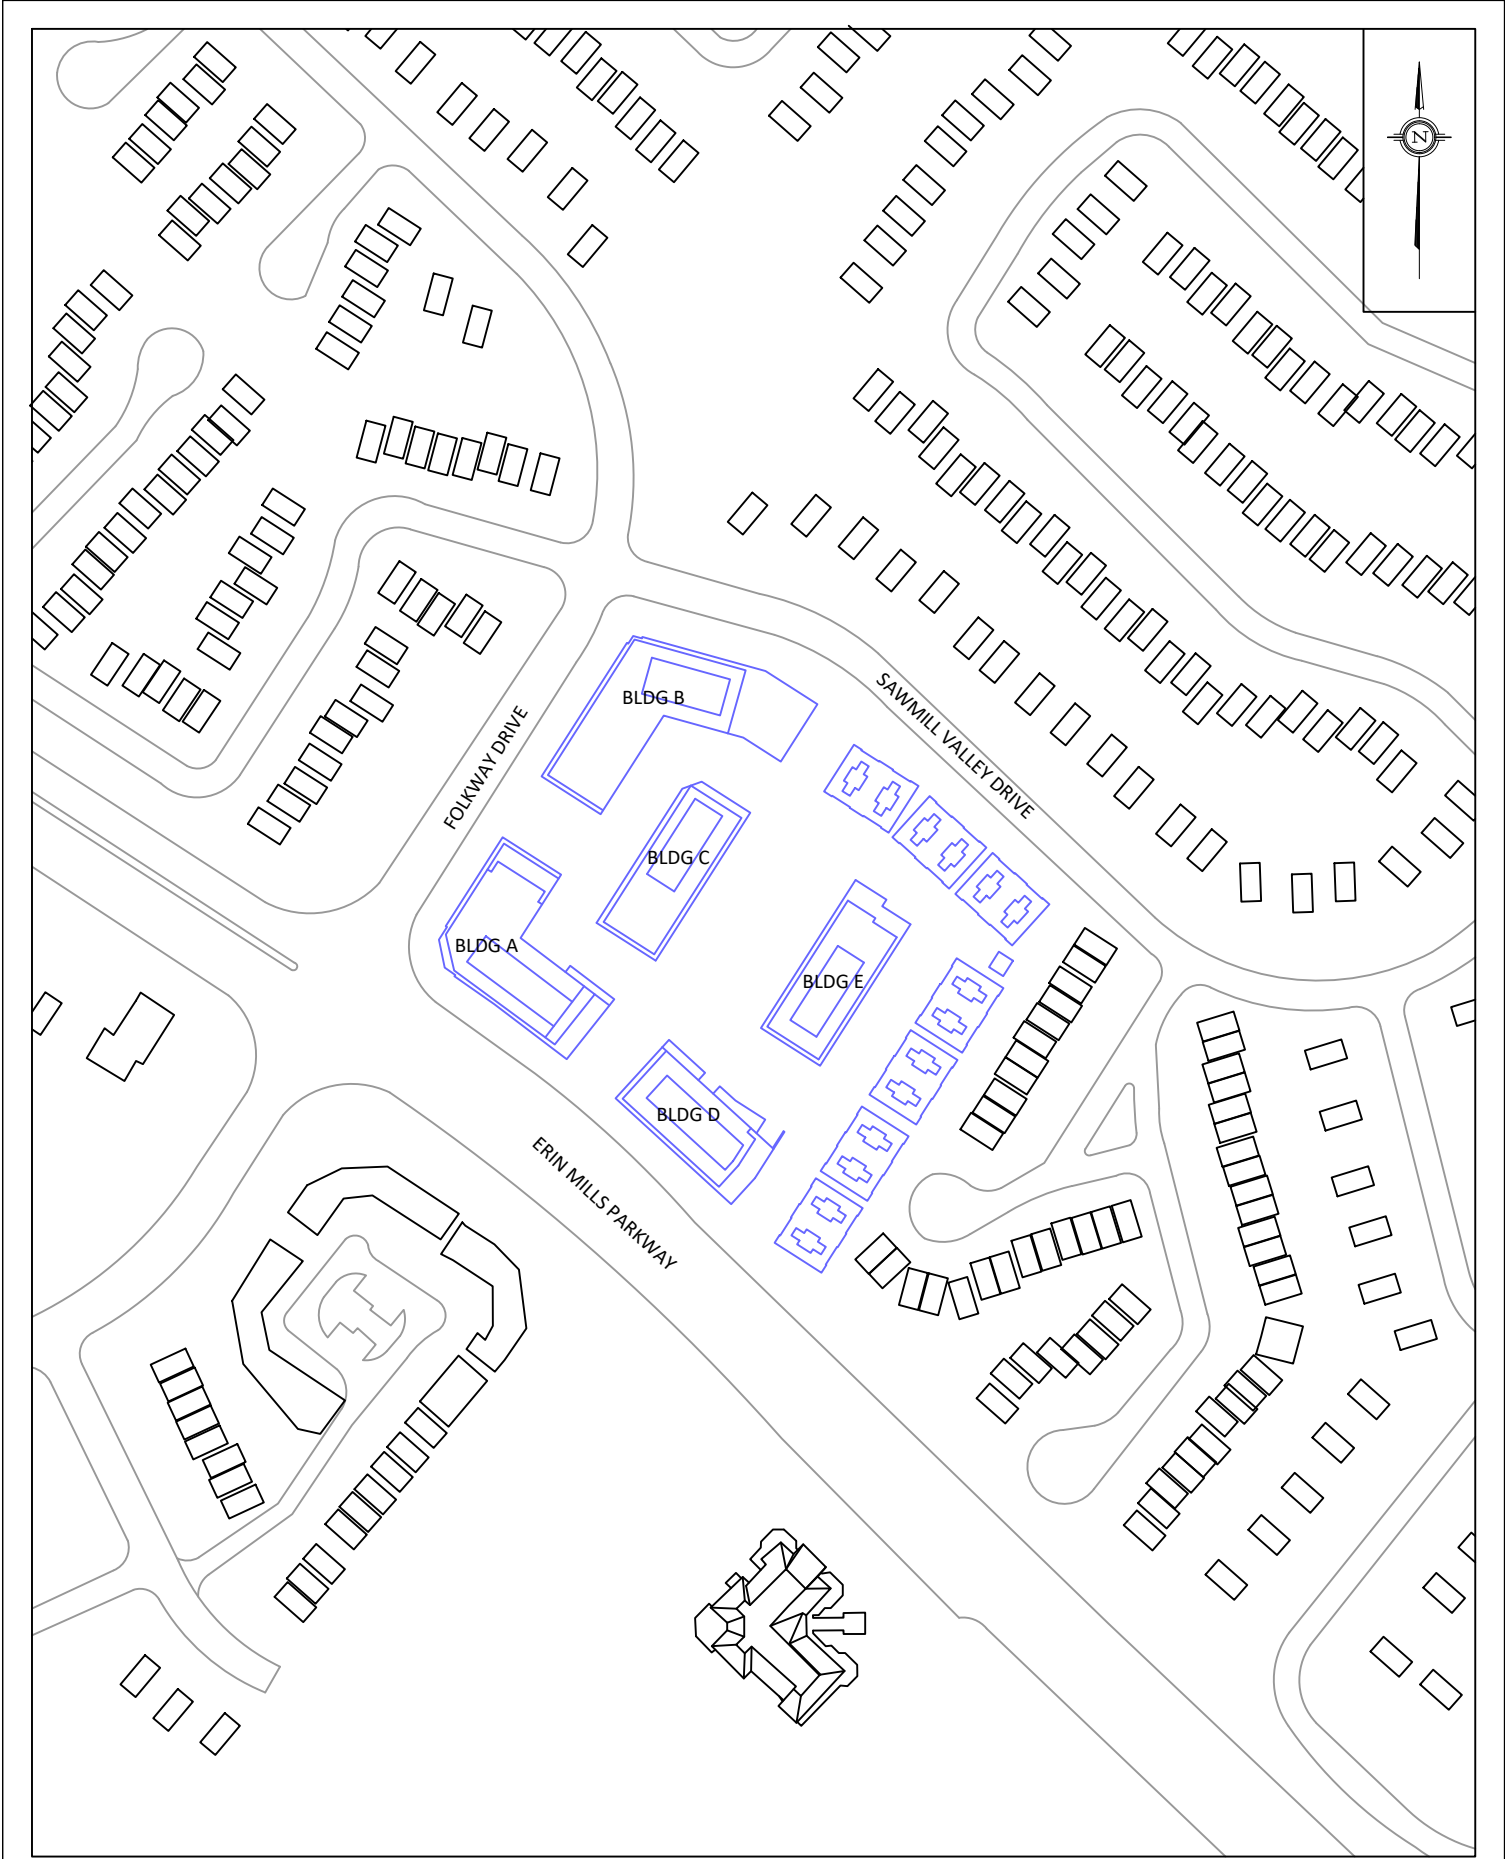 N
BLDG B
SAWMILL VALLEY DRIVE
FOLKWAY DRIVE
BLDG C
BLDG A
BLDG E
BLDG D
ERIN MILLS PARKWAY